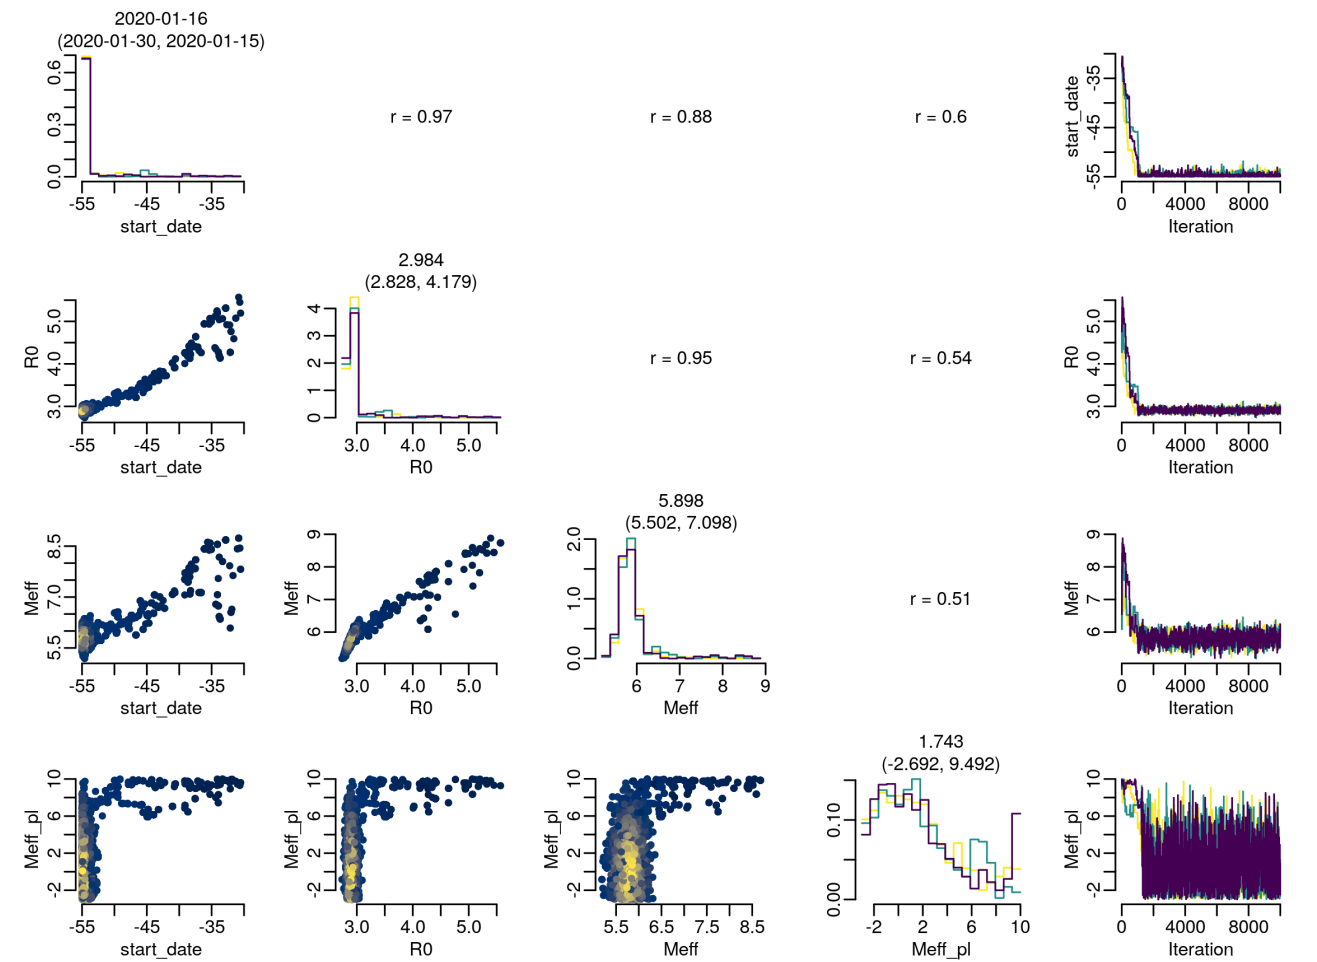 2020-01-16
(2020-01-30, 2020-01-15)
0.0 0.3 0.6
-55 -45 -35
start_date
r = 0.97
r = 0.88
r = 0.6
start_date
-55 -45 -35
0 4000 8000
Iteration
R0
3.0 4.0 5.0
-55 -45 -35
start_date
2.984
(2.828, 4.179)
0 1 2 3 4
3.0 4.0 5.0
R0
r = 0.95
r = 0.54
R0
3.0 4.0 5.0
0 4000 8000
Iteration
Meff
5.5 7.0 8.5
-55 -45 -35
start_date
Meff
6 7 8 9
3.0 4.0 5.0
R0
5.898
(5.502, 7.098)
0.0 1.0 2.0
6 7 8 9
Meff
r = 0.51
Meff
6 7 8 9
0 4000 8000
Iteration
Meff_pl
-2 2 6 10
-55 -45 -35
start_date
Meff_pl
-2 2 6 10
3.0 4.0 5.0
R0
Meff_pl
-2 2 6 10
5.5 6.5 7.5 8.5
Meff
1.743
(-2.692, 9.492)
0.00 0.10
-2 2 6 10
Meff_pl
Meff_pl
-2 2 6 10
0 4000 8000
Iteration